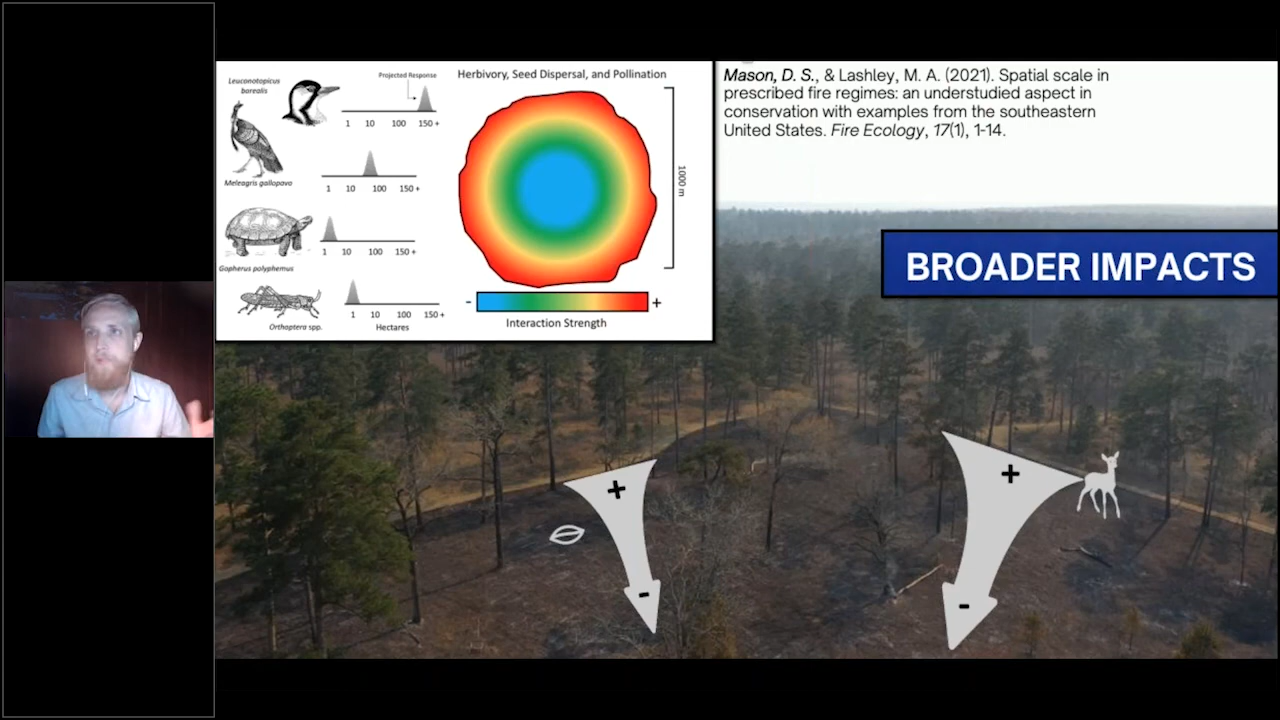 Leuconotopicus
borealis
Projected Response
1 10 100 150 +
Meleagris gallopavo
1 10 100 150 +
1 10 100 150 +
Gopherus polyphemus
1 10 100 150 +
Orthoptera spp.
Hectares
Herbivory, Seed Dispersal, and Pollination
1000 m
- +
Interaction Strength
Mason, D. S., & Lashley, M. A. (2021). Spatial scale in
prescribed fire regimes: an understudied aspect in
conservation with examples from the southeastern
United States. Fire Ecology, 17(1), 1-14.
BROADER IMPACTS
+ +
- -